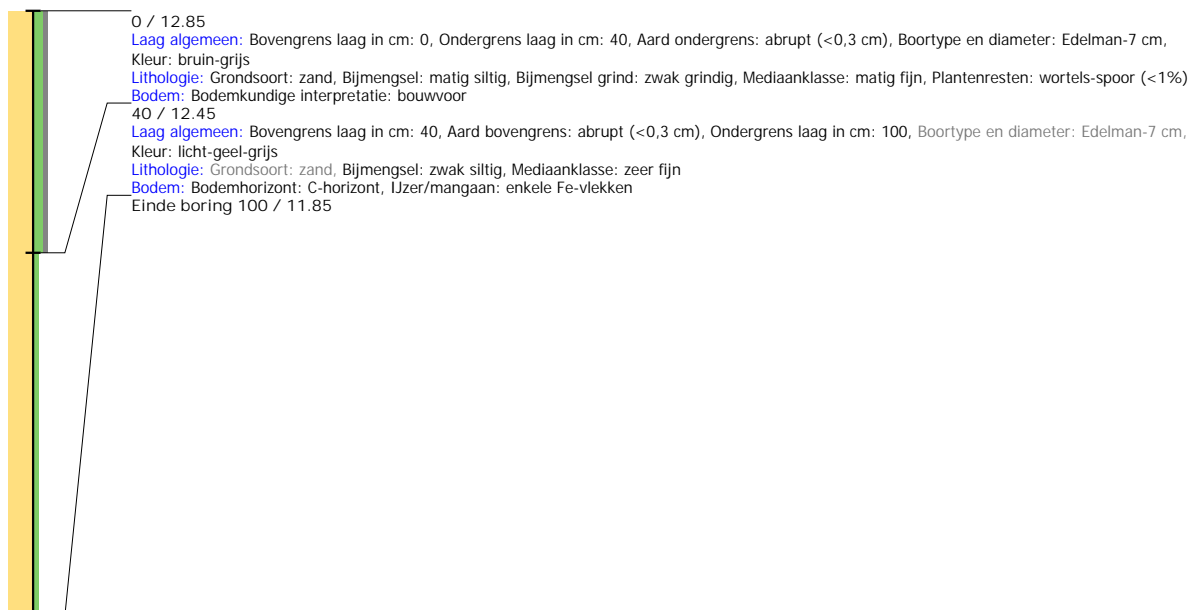 0 / 12.85
Laag algemeen: Bovengrens laag in cm: 0, Ondergrens laag in cm: 40, Aard ondergrens: abrupt (<0,3 cm), Boortype en diameter: Edelman-7 cm,
Kleur: bruin-grijs
Lithologie: Grondsoort: zand, Bijmengsel: matig siltig, Bijmengsel grind: zwak grindig, Mediaanklasse: matig fijn, Plantenresten: wortels-spoor (<1%)
Bodem: Bodemkundige interpretatie: bouwvoor
40 / 12.45
Laag algemeen: Bovengrens laag in cm: 40, Aard bovengrens: abrupt (<0,3 cm), Ondergrens laag in cm: 100, Boortype en diameter: Edelman-7 cm,
Kleur: licht-geel-grijs
Lithologie: Grondsoort: zand, Bijmengsel: zwak siltig, Mediaanklasse: zeer fijn
Bodem: Bodemhorizont: C-horizont, IJzer/mangaan: enkele Fe-vlekken
Einde boring 100 / 11.85